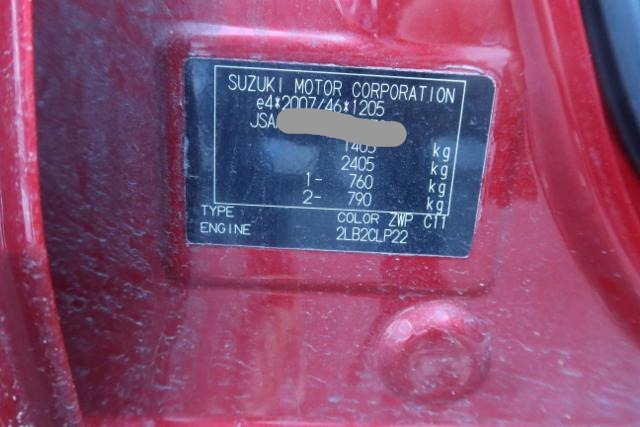 SUZUKI MOTOR CORPORATION
e4*2007/46*1205
JSA
1405 kg
2405 kg
1- 760 kg
2- 790 kg
TYPE COLOR ZWP C11
ENGINE 2LB2CLP22